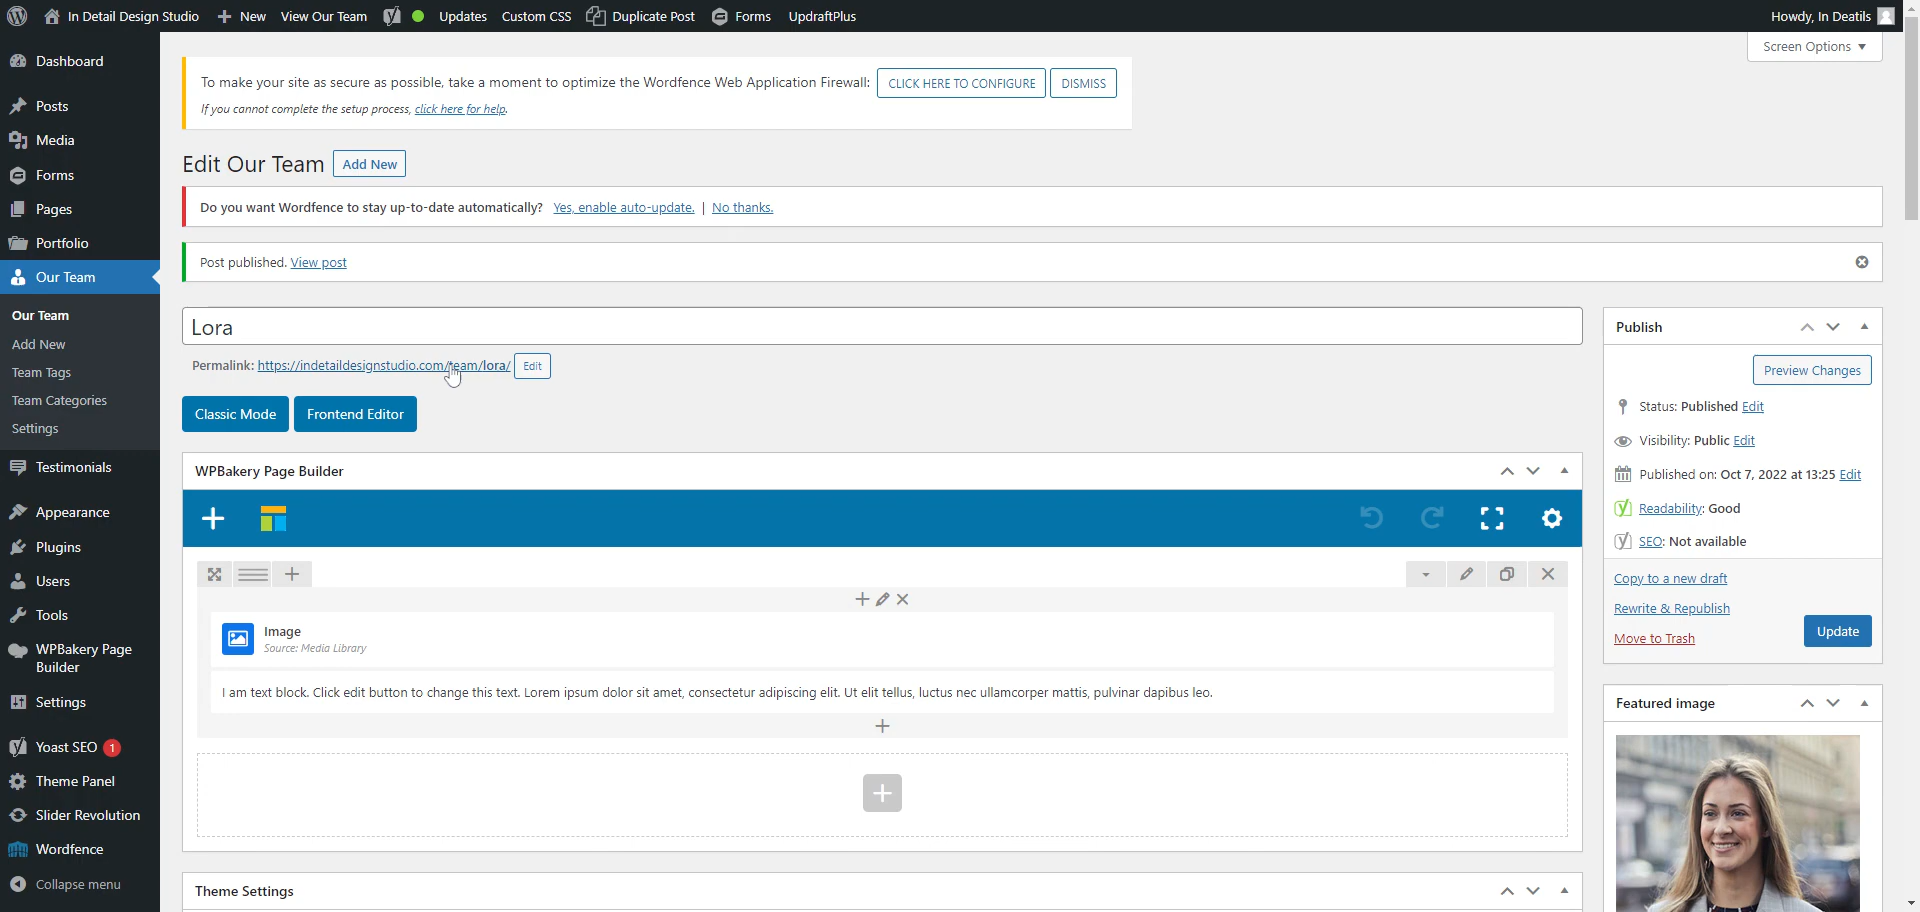 In Detail Design Studio
New
View Our Team
Updates
Custom CSS
Duplicate Post
Forms
UpdraftPlus
Howdy, In Deatils
Screen Options
Dashboard
Posts
Media
Forms
Pages
Portfolio
Our Team
Our Team
Add New
Team Tags
Team Categories
Settings
Testimonials
Appearance
Plugins
Users
Tools
WPBakery Page
Builder
Settings
Yoast SEO 1
Theme Panel
Slider Revolution
Wordfence
Collapse menu
To make your site as secure as possible, take a moment to optimize the Wordfence Web Application Firewall: CLICK HERE TO CONFIGURE DISMISS
If you cannot complete the setup process, click here for help.
Edit Our Team Add New
Do you want Wordfence to stay up-to-date automatically? Yes, enable auto-update. | No thanks.
Post published. View post
Lora
Permalink: https://indetaildesignstudio.com/team/lora/ Edit
Classic Mode Frontend Editor
WPBakery Page Builder
Image
Source: Media Library
I am text block. Click edit button to change this text. Lorem ipsum dolor sit amet, consectetur adipiscing elit. Ut elit tellus, luctus nec ullamcorper mattis, pulvinar dapibus leo.
Theme Settings
Publish
Preview Changes
Status: Published Edit
Visibility: Public Edit
Published on: Oct 7, 2022 at 13:25 Edit
Readability: Good
SEO: Not available
Copy to a new draft
Rewrite & Republish
Move to Trash
Update
Featured image